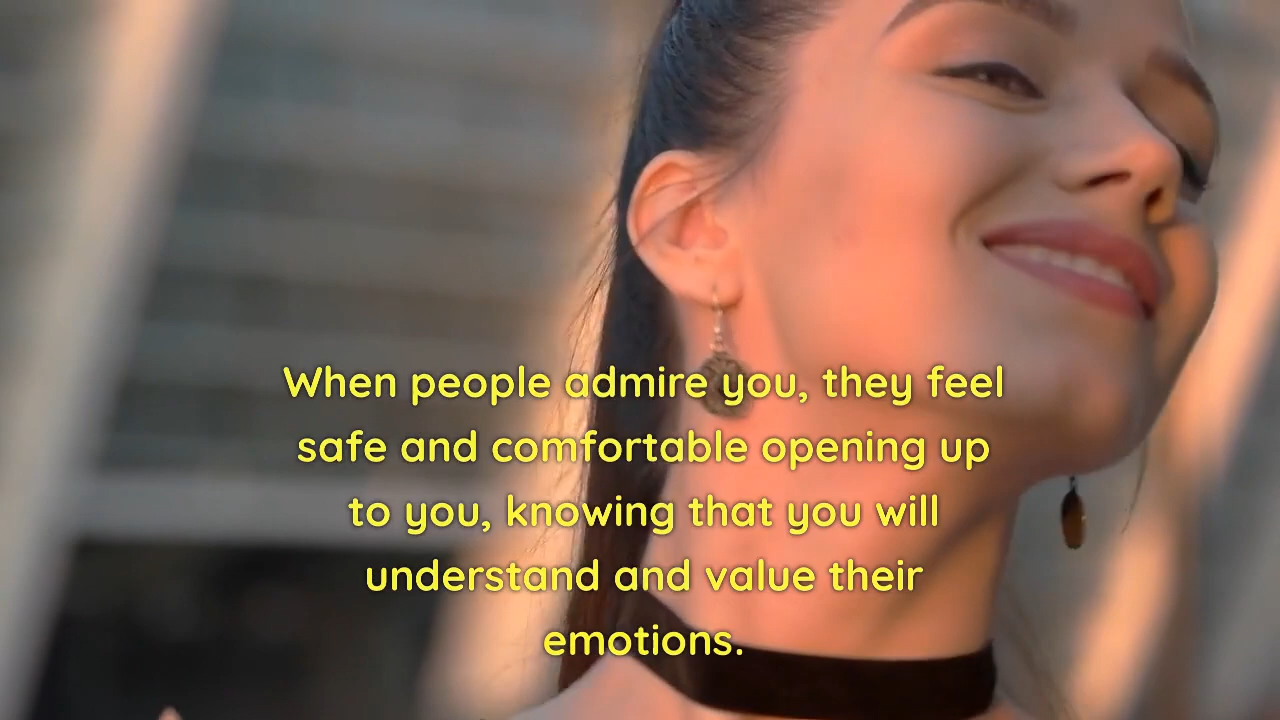 When people admire you, they feel
safe and comfortable opening up
to you, knowing that you will
understand and value their
emotions.